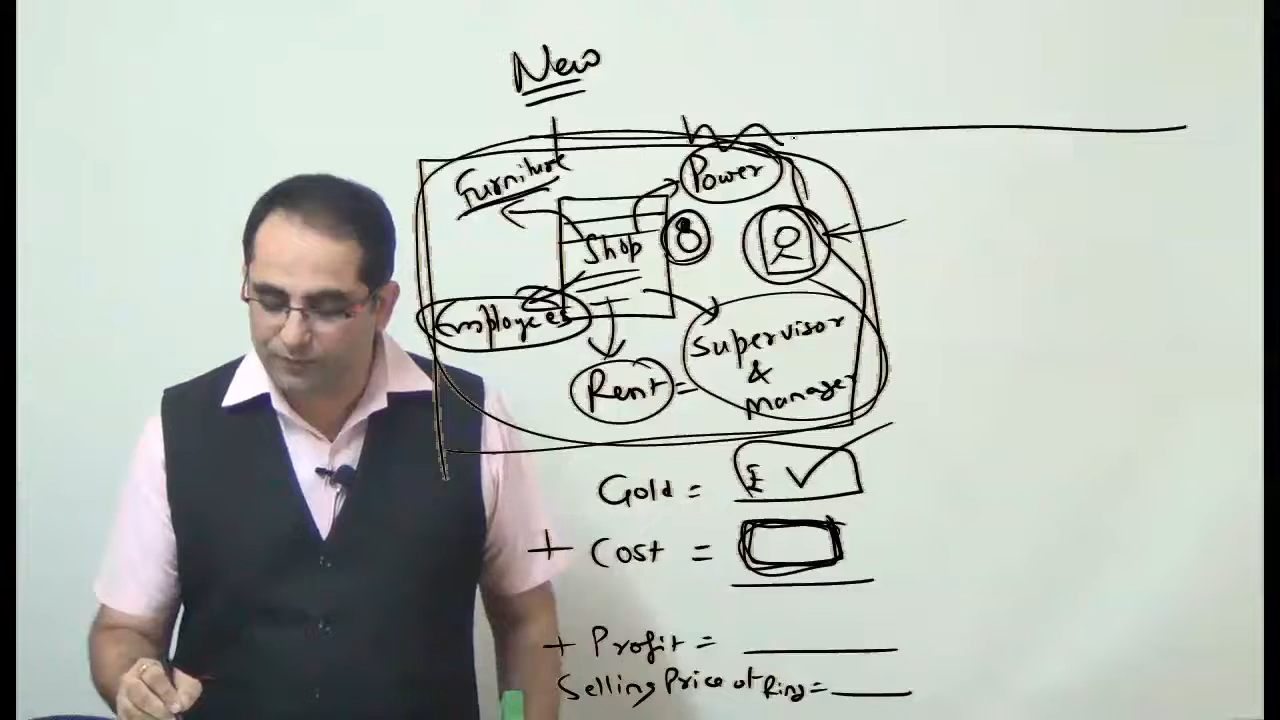 New
Furniture
Power
Shop
Employees
Supervisor
&
Manager
Rent =
Gold = £
+ Cost =
+ Profit =
Selling Price of Ring =